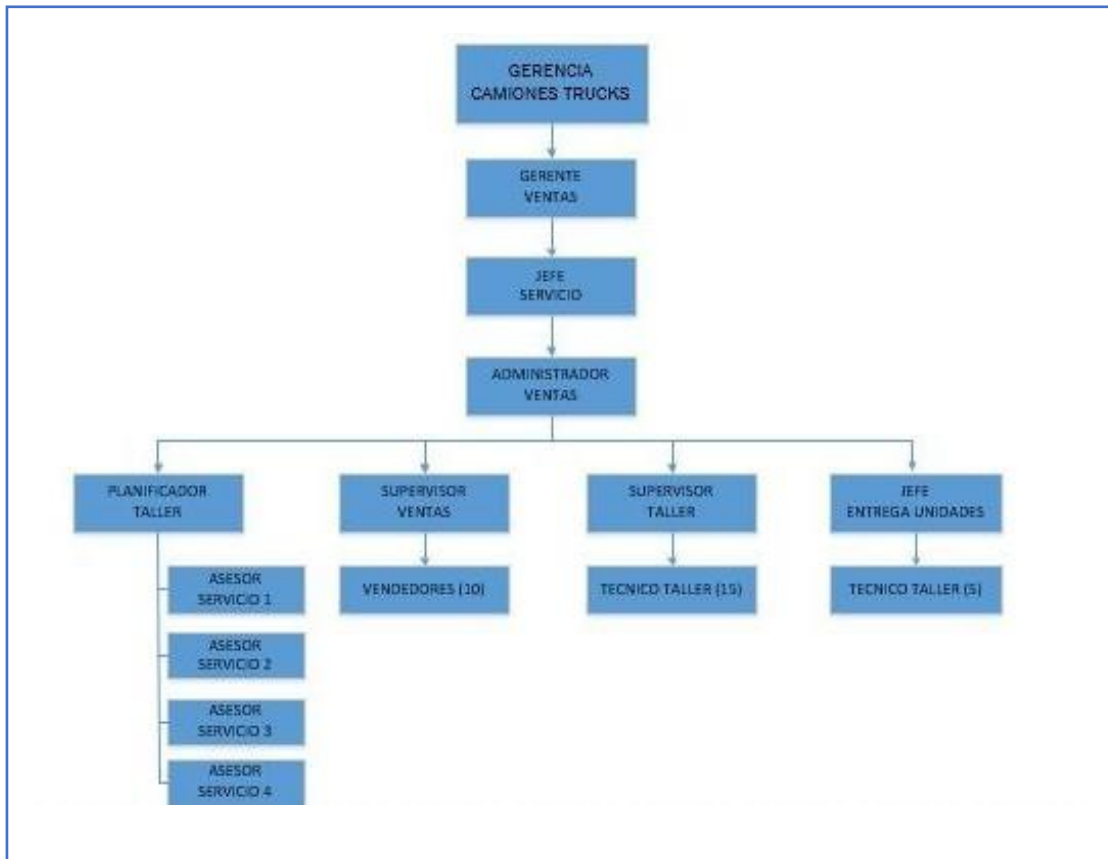 GERENCIA
CAMIONES TRUCKS
GERENTE
VENTAS
JEFE
SERVICIO
ADMINISTRADOR
VENTAS
PLANIFICADOR
TALLER
SUPERVISOR
VENTAS
SUPERVISOR
TALLER
JEFE
ENTREGA UNIDADES
ASESOR
SERVICIO 1
VENDEDORES (10)
TECNICO TALLER (15)
TECNICO TALLER (5)
ASESOR
SERVICIO 2
ASESOR
SERVICIO 3
ASESOR
SERVICIO 4